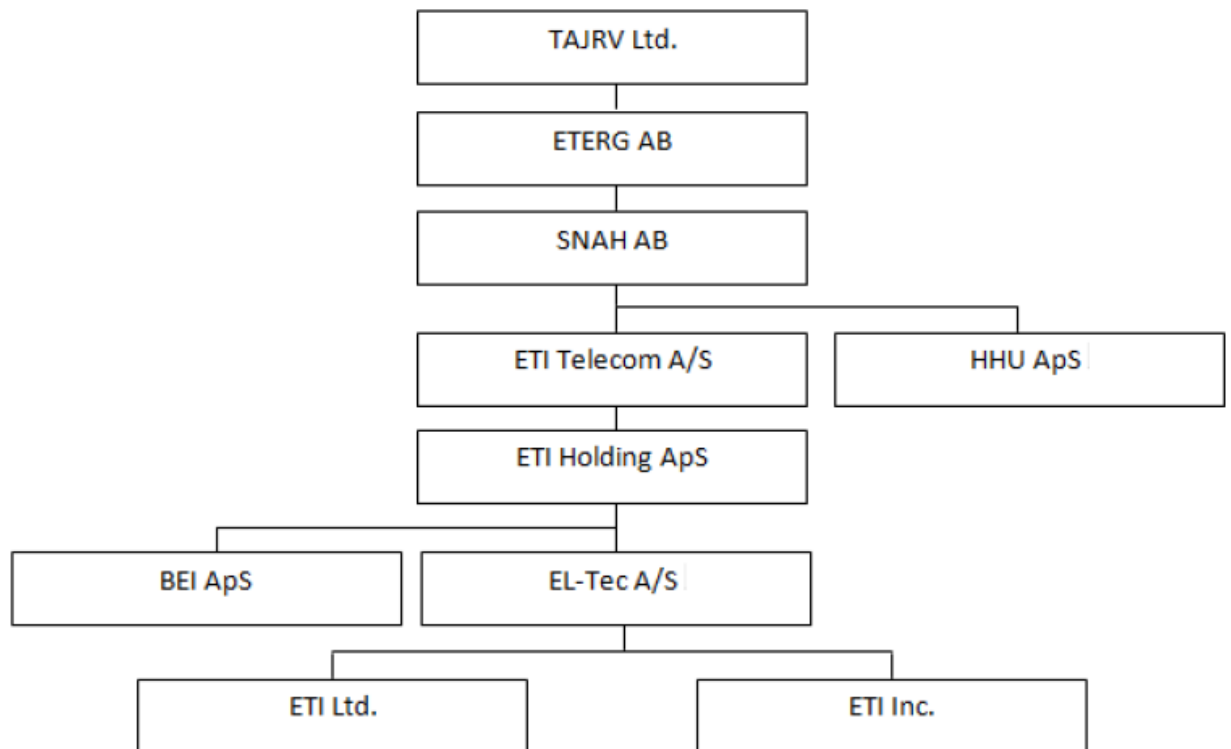 TAJRV Ltd.
ETERG AB
SNAH AB
ETI Telecom A/S
HHU ApS
ETI Holding ApS
BEI ApS
EL-Tec A/S
ETI Ltd.
ETI Inc.